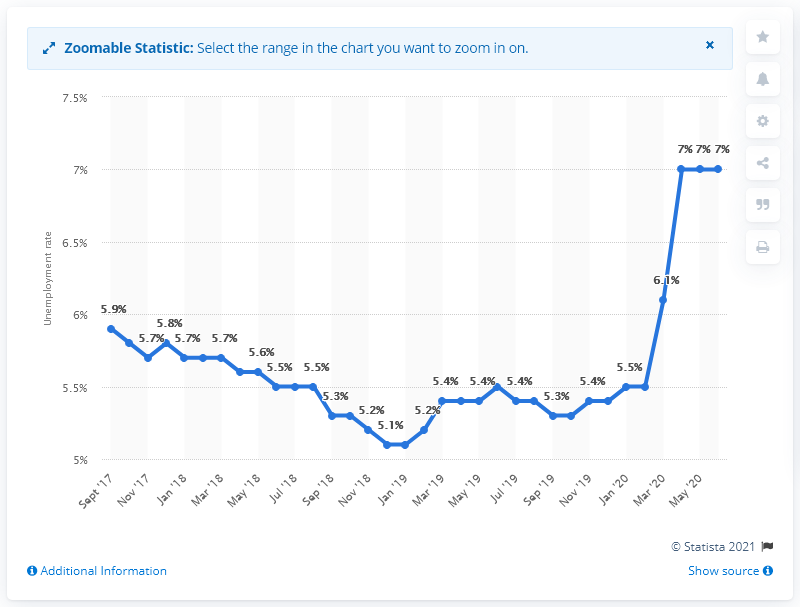 Zoomable Statistic: Select the range in the chart you want to zoom in on.
7.5%
7%
6.5%
6%
5.5%
5%
Unemployment rate
5.9%
5.7%
5.8%
5.7%
5.7%
5.6%
5.5%
5.5%
5.3%
5.2%
5.1%
5.2%
5.4%
5.4%
5.4%
5.3%
5.4%
5.5%
6.1%
7% 7% 7%
Sept '17
Nov '17
Jan '18
Mar '18
May '18
Jul '18
Sep '18
Nov '18
Jan '19
Mar '19
May '19
Jul '19
Sep '19
Nov '19
Jan '20
Mar '20
May '20
© Statista 2021
Additional Information
Show source